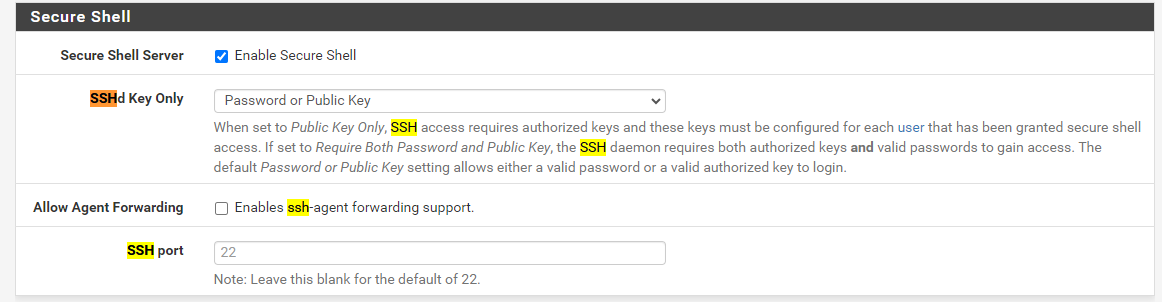 Secure Shell
Secure Shell Server Enable Secure Shell
SSHd Key Only Password or Public Key
When set to Public Key Only, SSH access requires authorized keys and these keys must be configured for each user that has been granted secure shell
access. If set to Require Both Password and Public Key, the SSH daemon requires both authorized keys and valid passwords to gain access. The
default Password or Public Key setting allows either a valid password or a valid authorized key to login.
Allow Agent Forwarding Enables ssh-agent forwarding support.
SSH port 22
Note: Leave this blank for the default of 22.